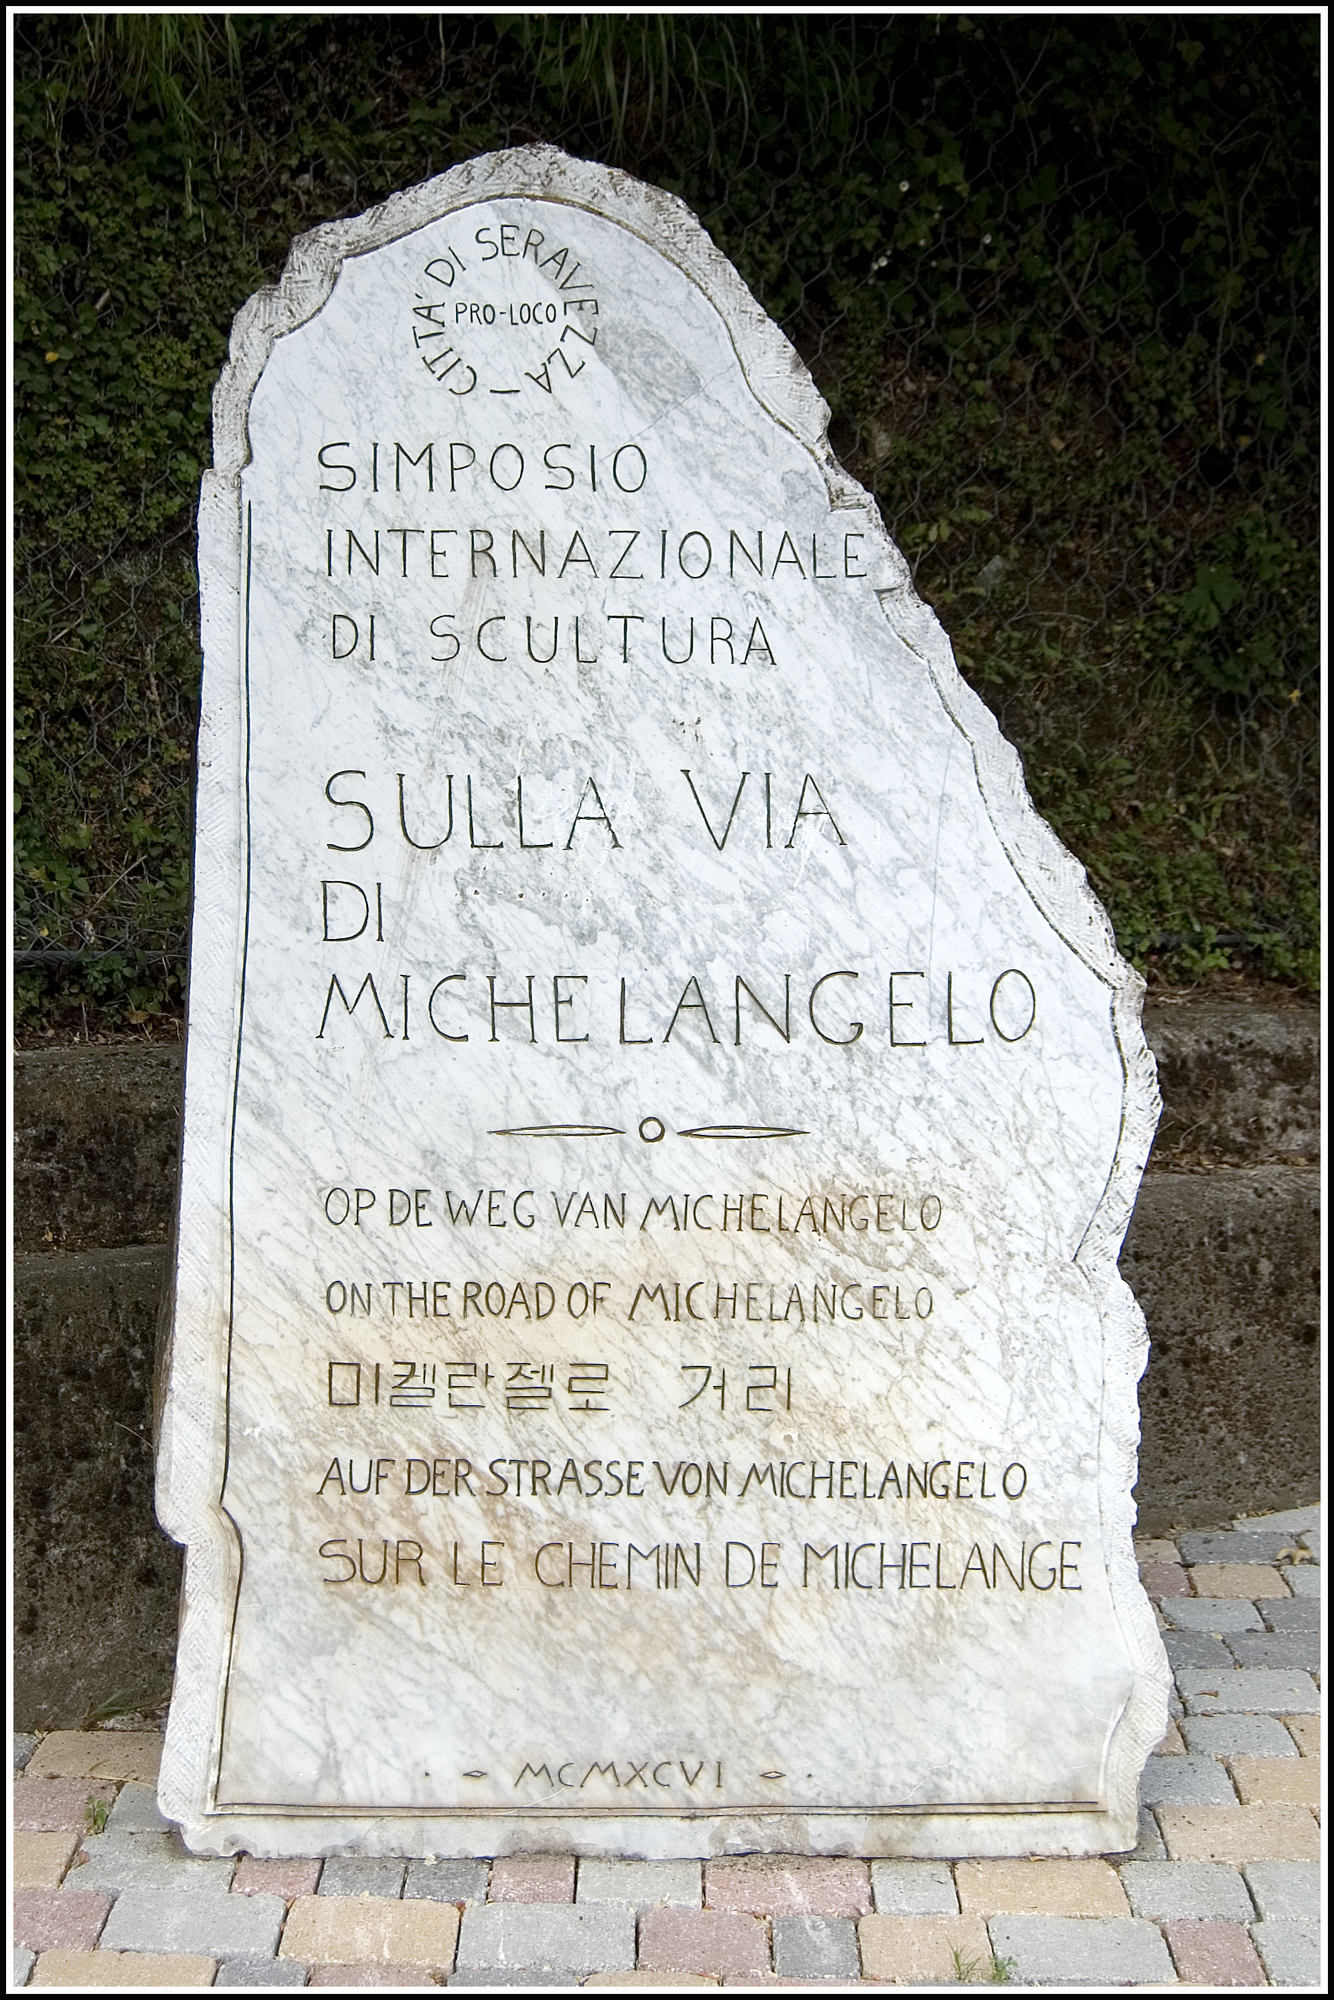 CITTÀ DI SERAVEZZA –
PRO-LOCO
SIMPOSIO
INTERNAZIONALE
DI SCULTURA
SULLA VIA
DI
MICHELANGELO
OP DE WEG VAN MICHELANGELO
ON THE ROAD OF MICHELANGELO
미켈란젤로 거리
AUF DER STRASSE VON MICHELANGELO
SUR LE CHEMIN DE MICHELANGE
MCMXCVI